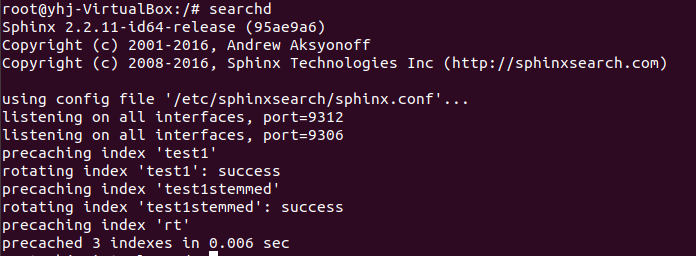 root@yhj-VirtualBox:/# searchd
Sphinx 2.2.11-id64-release (95ae9a6)
Copyright (c) 2001-2016, Andrew Aksyonoff
Copyright (c) 2008-2016, Sphinx Technologies Inc (http://sphinxsearch.com)
using config file '/etc/sphinxsearch/sphinx.conf'...
listening on all interfaces, port=9312
listening on all interfaces, port=9306
precaching index 'test1'
rotating index 'test1': success
precaching index 'test1stemmed'
rotating index 'test1stemmed': success
precaching index 'rt'
precached 3 indexes in 0.006 sec